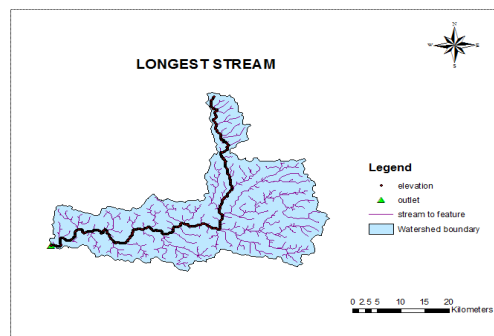 N
W E
S
LONGEST STREAM
Legend
elevation
outlet
stream to feature
Watershed boundary
0 2.5 5 10 15 20
Kilometers